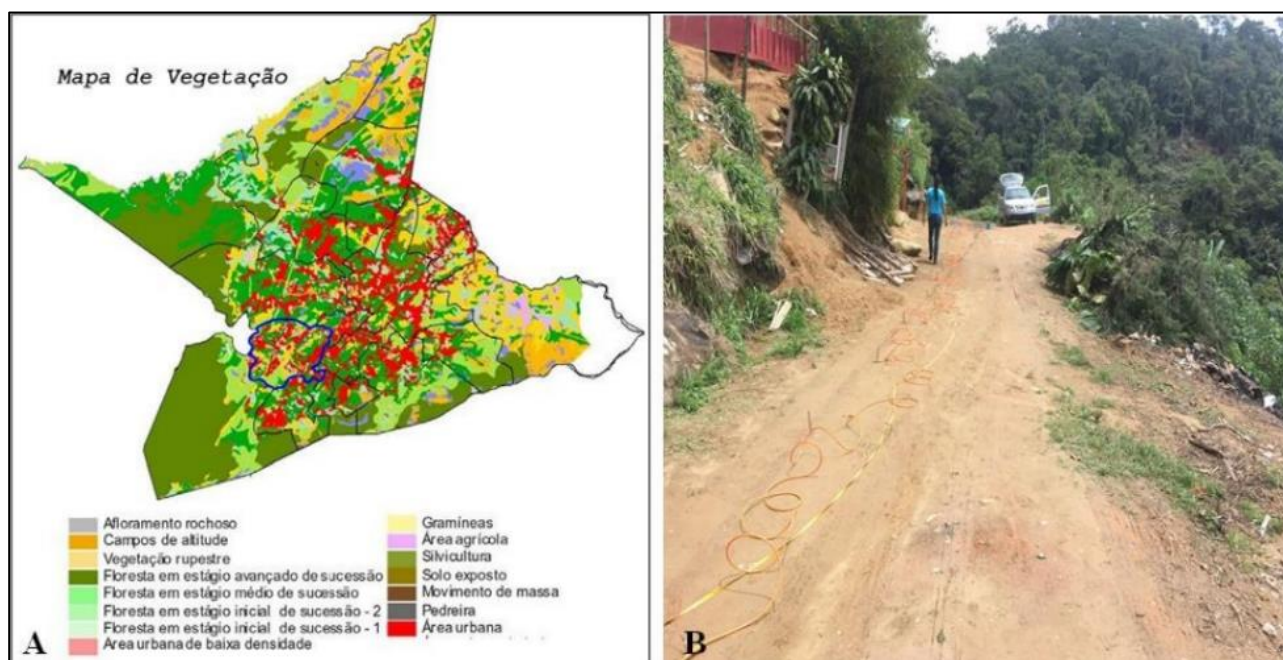 Mapa de Vegetação
Afloramento rochoso
Campos de altitude
Vegetação rupestre
Floresta em estágio avançado de sucessão
Floresta em estágio médio de sucessão
Floresta em estágio inicial de sucessão - 2
Floresta em estágio inicial de sucessão - 1
Área urbana de baixa densidade
Gramíneas
Área agrícola
Silvicultura
Solo exposto
Movimento de massa
Pedreira
Área urbana
A
B